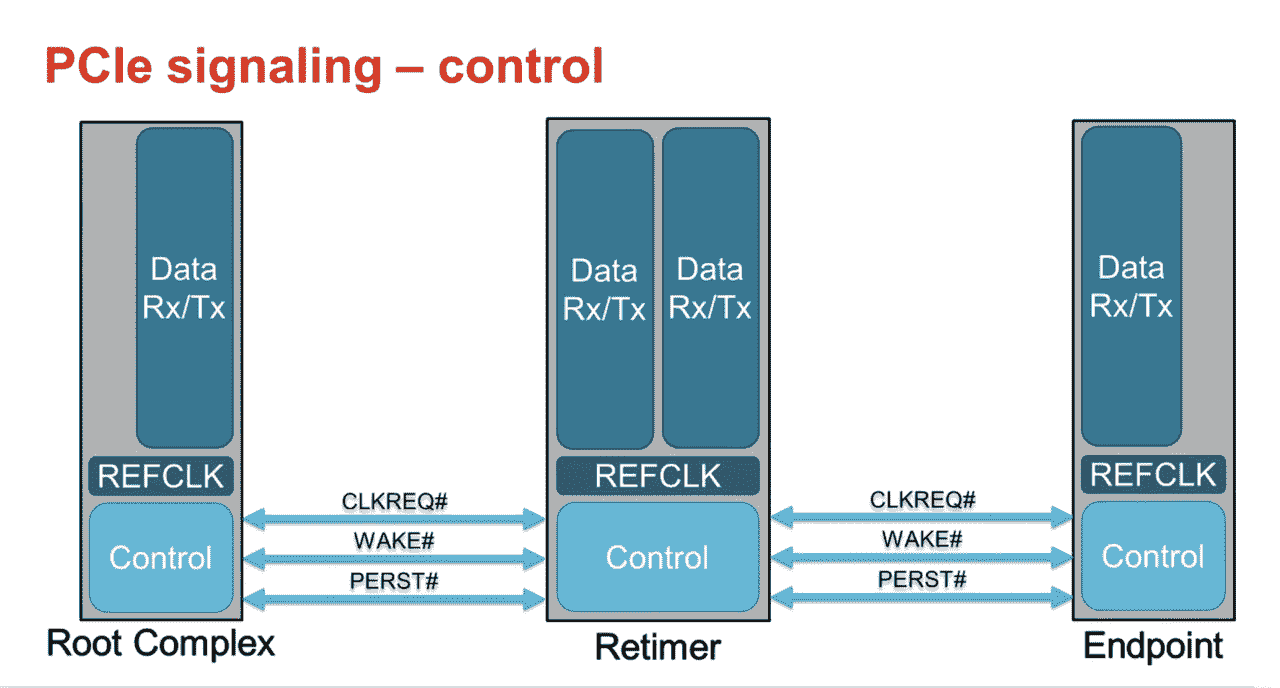 PCIe signaling – control
Data
Rx/Tx
REFCLK
Control
Root Complex
CLKREQ#
WAKE#
PERST#
Data
Rx/Tx
Data
Rx/Tx
REFCLK
Control
Retimer
CLKREQ#
WAKE#
PERST#
Data
Rx/Tx
REFCLK
Control
Endpoint